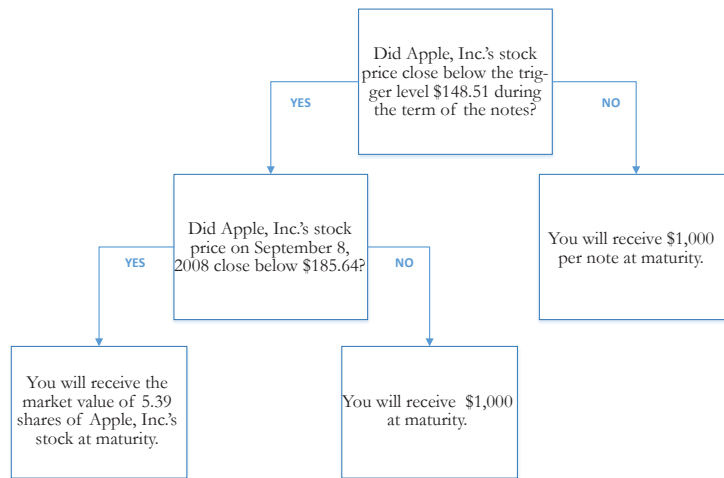 Did Apple, Inc.'s stock
price close below the trig-
ger level $148.51 during
the term of the notes?
YES
NO
Did Apple, Inc.'s stock
price on September 8,
2008 close below $185.64?
You will receive $1,000
per note at maturity.
YES
NO
You will receive the
market value of 5.39
shares of Apple, Inc.'s
stock at maturity.
You will receive $1,000
at maturity.